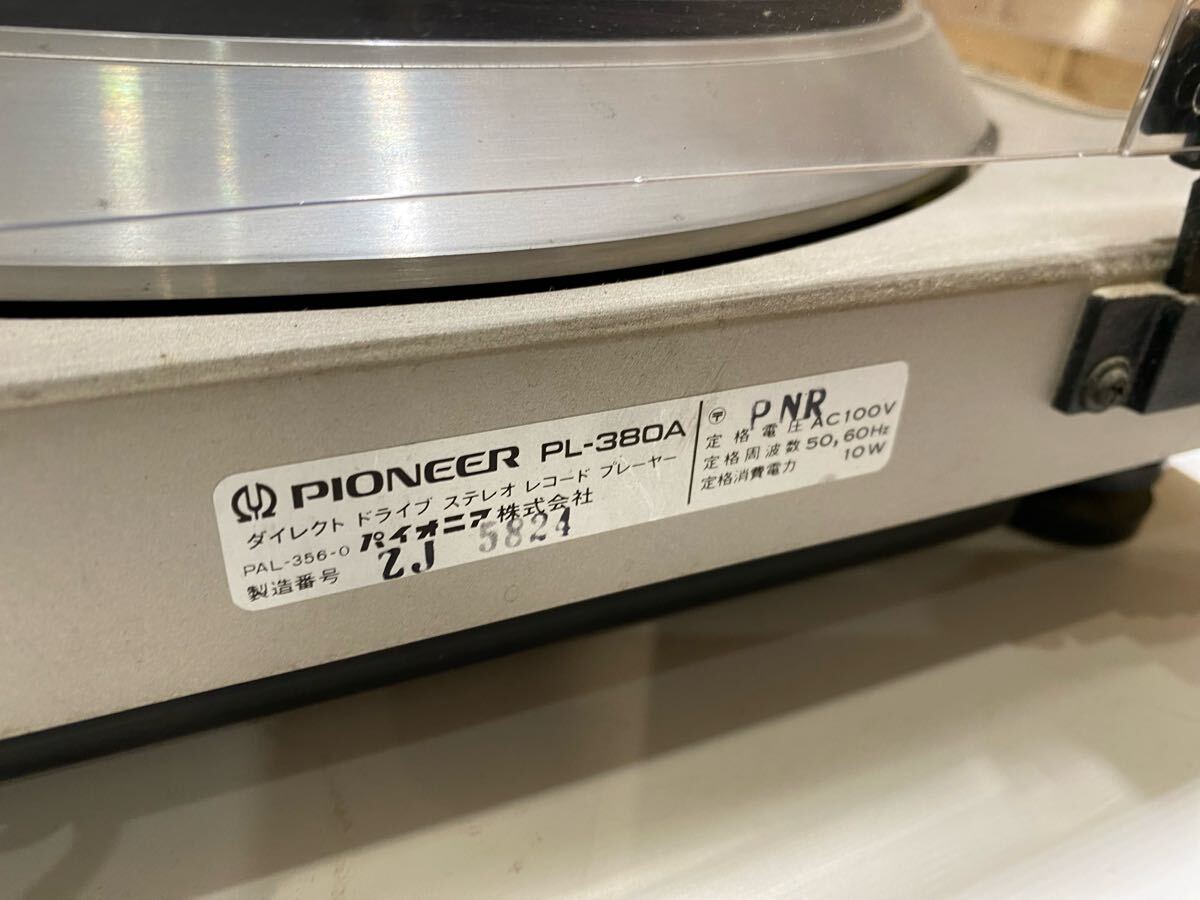 PIONEER PL-380A
ダイレクト ドライブ ステレオ レコード プレーヤー
PAL-356-0 パイオニア株式会社
製造番号 ZJ 5824
〒 PNR
定格電圧 AC100V
定格周波数 50,60Hz
定格消費電力 10W